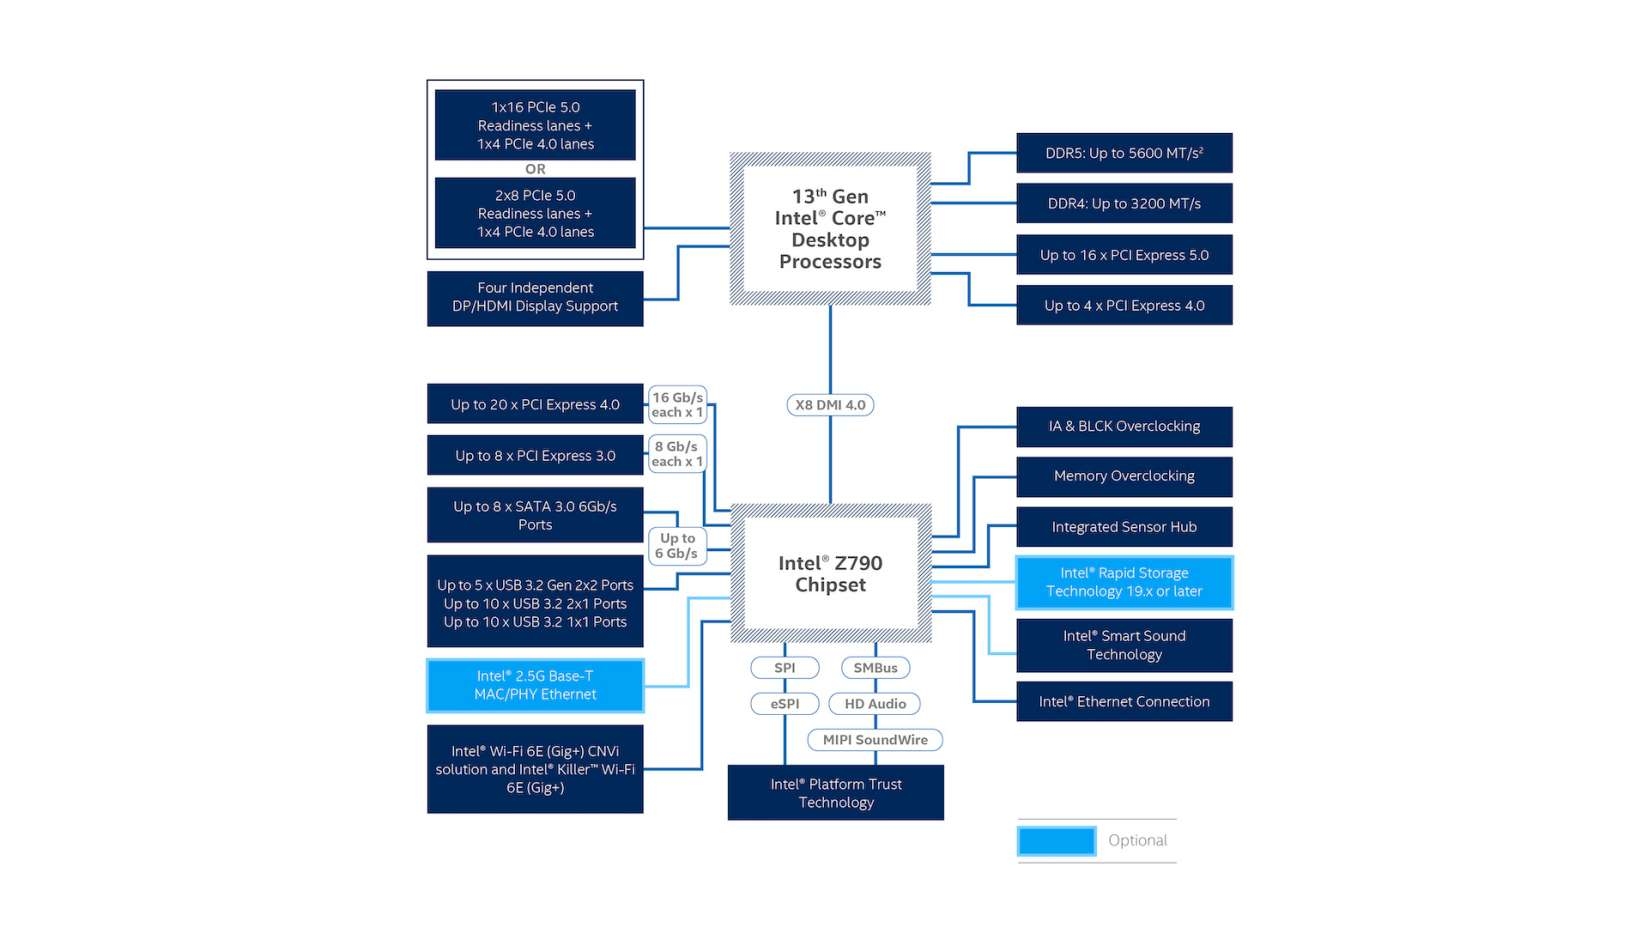 1x16 PCIe 5.0
Readiness lanes +
1x4 PCIe 4.0 lanes
OR
2x8 PCIe 5.0
Readiness lanes +
1x4 PCIe 4.0 lanes
Four Independent
DP/HDMI Display Support
13th Gen
Intel® Core™
Desktop
Processors
DDR5: Up to 5600 MT/s²
DDR4: Up to 3200 MT/s
Up to 16 x PCI Express 5.0
Up to 4 x PCI Express 4.0
X8 DMI 4.0
Up to 20 x PCI Express 4.0
16 Gb/s
each x 1
Up to 8 x PCI Express 3.0
8 Gb/s
each x 1
Up to 8 x SATA 3.0 6Gb/s
Ports
Up to
6 Gb/s
Up to 5 x USB 3.2 Gen 2x2 Ports
Up to 10 x USB 3.2 2x1 Ports
Up to 10 x USB 3.2 1x1 Ports
Intel® 2.5G Base-T
MAC/PHY Ethernet
Intel® Wi-Fi 6E (Gig+) CNVi
solution and Intel® Killer™ Wi-Fi
6E (Gig+)
Intel® Z790
Chipset
IA & BLCK Overclocking
Memory Overclocking
Integrated Sensor Hub
Intel® Rapid Storage
Technology 19.x or later
Intel® Smart Sound
Technology
Intel® Ethernet Connection
SPI
eSPI
SMBus
HD Audio
MIPI SoundWire
Intel® Platform Trust
Technology
Optional